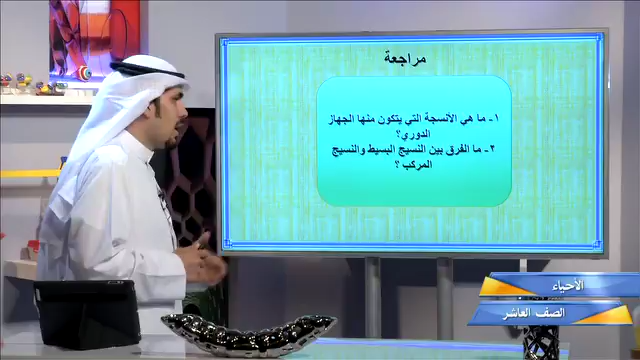 مراجعة
١- ما هي الأنسجة التي يتكون منها الجهاز
الدوري؟
٢- ما الفرق بين النسيج البسيط والنسيج
المركب ؟
الأحياء
الصف العاشر